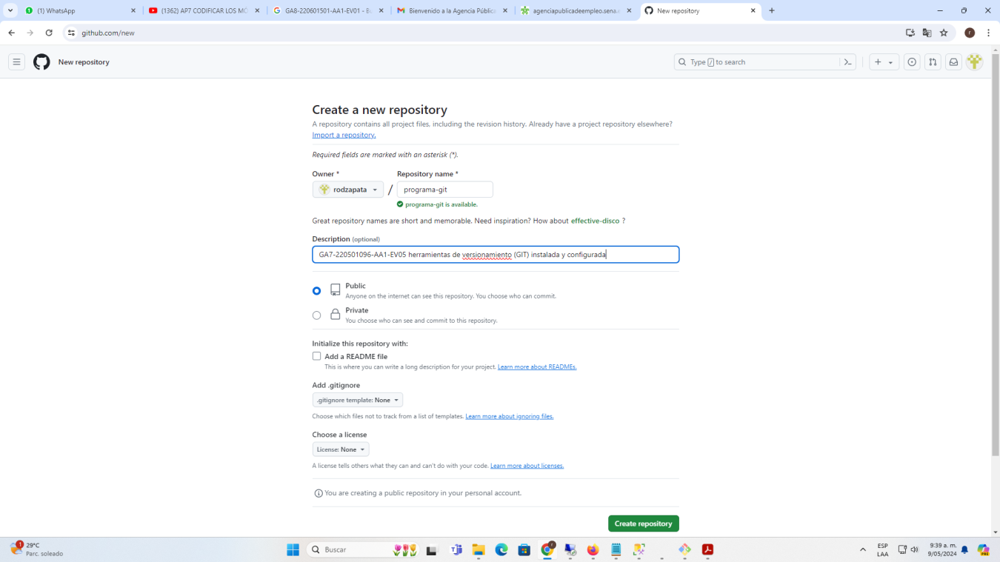 (1) WhatsApp
(1362) AP7 CODIFICAR LOS MÓ
GA8-220601501-AA1-EV01 - Bu
Bienvenido a la Agencia Pública
agenciapublicadeempleo.sena.e
New repository
github.com/new
r
New repository
Type / to search
Create a new repository
A repository contains all project files, including the revision history. Already have a project repository elsewhere?
Import a repository.
Required fields are marked with an asterisk (*).
Owner *
Repository name *
rodzapata
/
programa-git
programa-git is available.
Great repository names are short and memorable. Need inspiration? How about effective-disco ?
Description (optional)
GA7-220501096-AA1-EV05 herramientas de versionamiento (GIT) instalada y configurada
Public
Anyone on the internet can see this repository. You choose who can commit.
Private
You choose who can see and commit to this repository.
Initialize this repository with:
Add a README file
This is where you can write a long description for your project. Learn more about READMEs.
Add .gitignore
.gitignore template: None
Choose which files not to track from a list of templates. Learn more about ignoring files.
Choose a license
License: None
A license tells others what they can and can't do with your code. Learn more about licenses.
You are creating a public repository in your personal account.
Create repository
1
29°C
Parc. soleado
Buscar
ESP
LAA
9:39 a. m.
9/05/2024